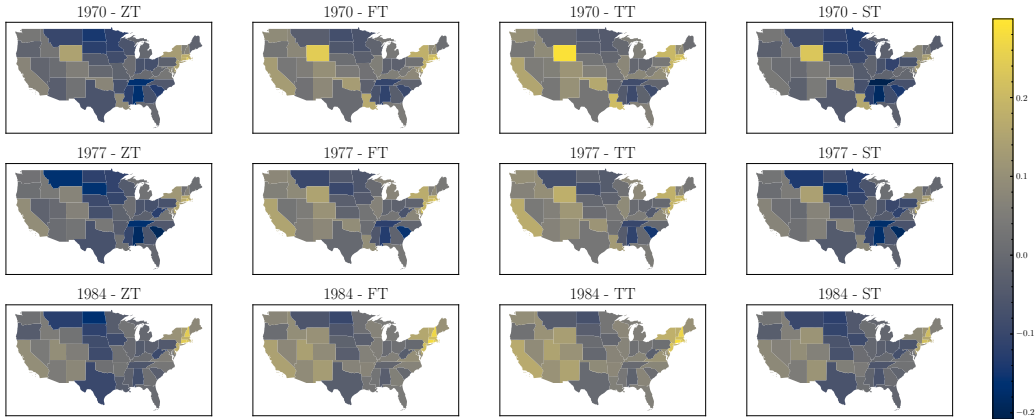 1970 - ZT
1970 - FT
1970 - TT
1970 - ST
1977 - ZT
1977 - FT
1977 - TT
1977 - ST
1984 - ZT
1984 - FT
1984 - TT
1984 - ST
0.2
0.1
0.0
−0.1
−0.2